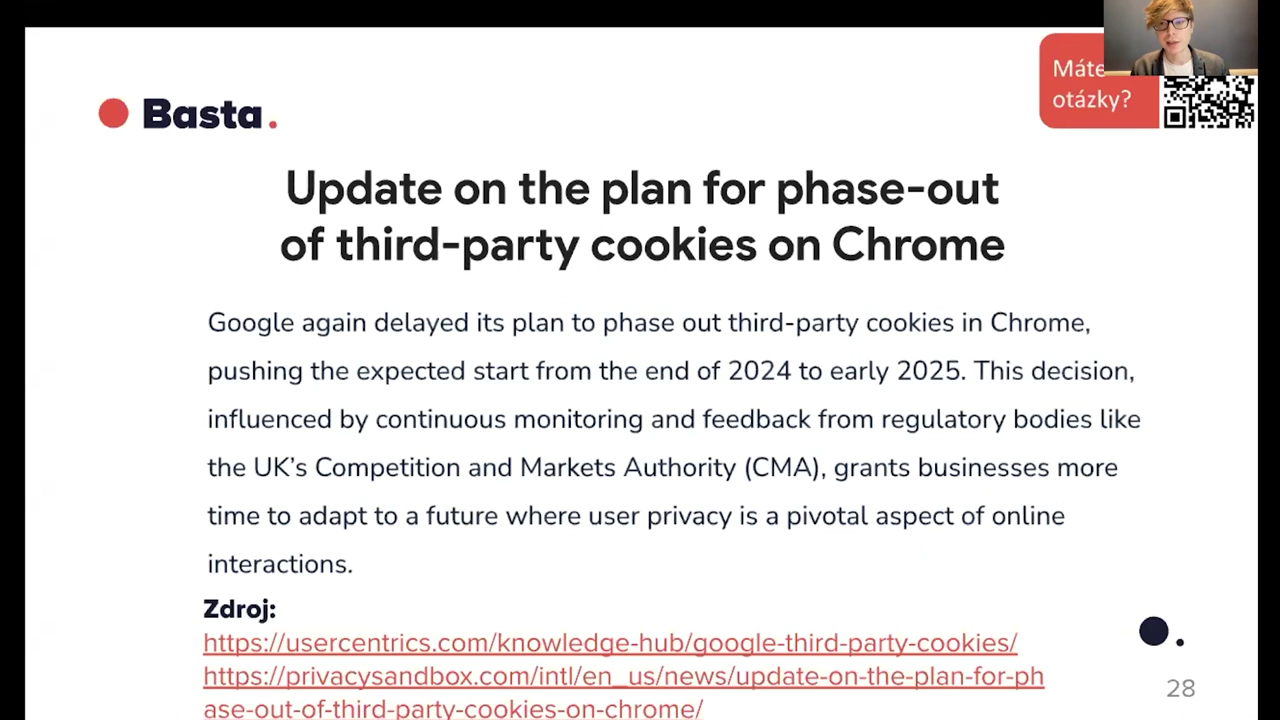 Máte
otázky?
Basta.
Update on the plan for phase-out
of third-party cookies on Chrome
Google again delayed its plan to phase out third-party cookies in Chrome,
pushing the expected start from the end of 2024 to early 2025. This decision,
influenced by continuous monitoring and feedback from regulatory bodies like
the UK’s Competition and Markets Authority (CMA), grants businesses more
time to adapt to a future where user privacy is a pivotal aspect of online
interactions.
Zdroj:
https://usercentrics.com/knowledge-hub/google-third-party-cookies/
https://privacysandbox.com/intl/en_us/news/update-on-the-plan-for-ph
ase-out-of-third-party-cookies-on-chrome/
28